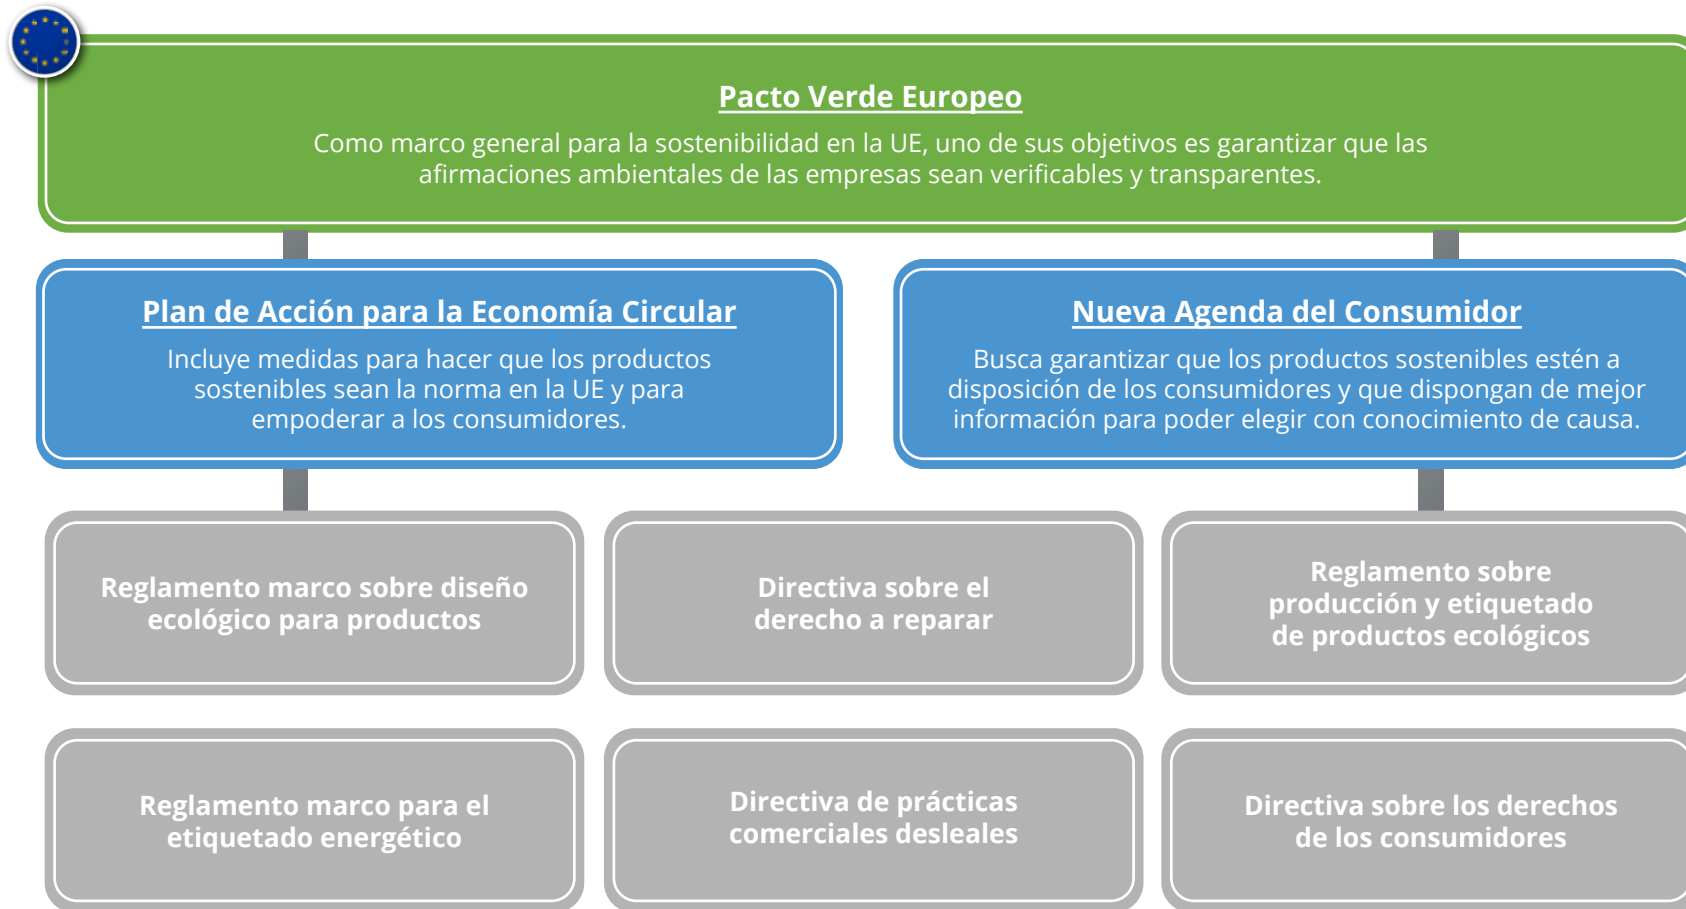 Pacto Verde Europeo
Como marco general para la sostenibilidad en la UE, uno de sus objetivos es garantizar que las
afirmaciones ambientales de las empresas sean verificables y transparentes.
Plan de Acción para la Economía Circular
Incluye medidas para hacer que los productos
sostenibles sean la norma en la UE y para
empoderar a los consumidores.
Nueva Agenda del Consumidor
Busca garantizar que los productos sostenibles estén a
disposición de los consumidores y que dispongan de mejor
información para poder elegir con conocimiento de causa.
Reglamento marco sobre diseño
ecológico para productos
Directiva sobre el
derecho a reparar
Reglamento sobre
producción y etiquetado
de productos ecológicos
Reglamento marco para el
etiquetado energético
Directiva de prácticas
comerciales desleales
Directiva sobre los derechos
de los consumidores